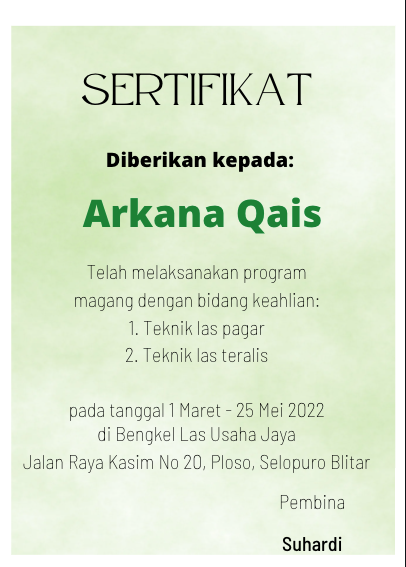 SERTIFIKAT
Diberikan kepada:
Arkana Qais
Telah melaksanakan program
magang dengan bidang keahlian:
1. Teknik las pagar
2. Teknik las teralis
pada tanggal 1 Maret - 25 Mei 2022
di Bengkel Las Usaha Jaya
Jalan Raya Kasim No 20, Ploso, Selopuro Blitar
Pembina
Suhardi